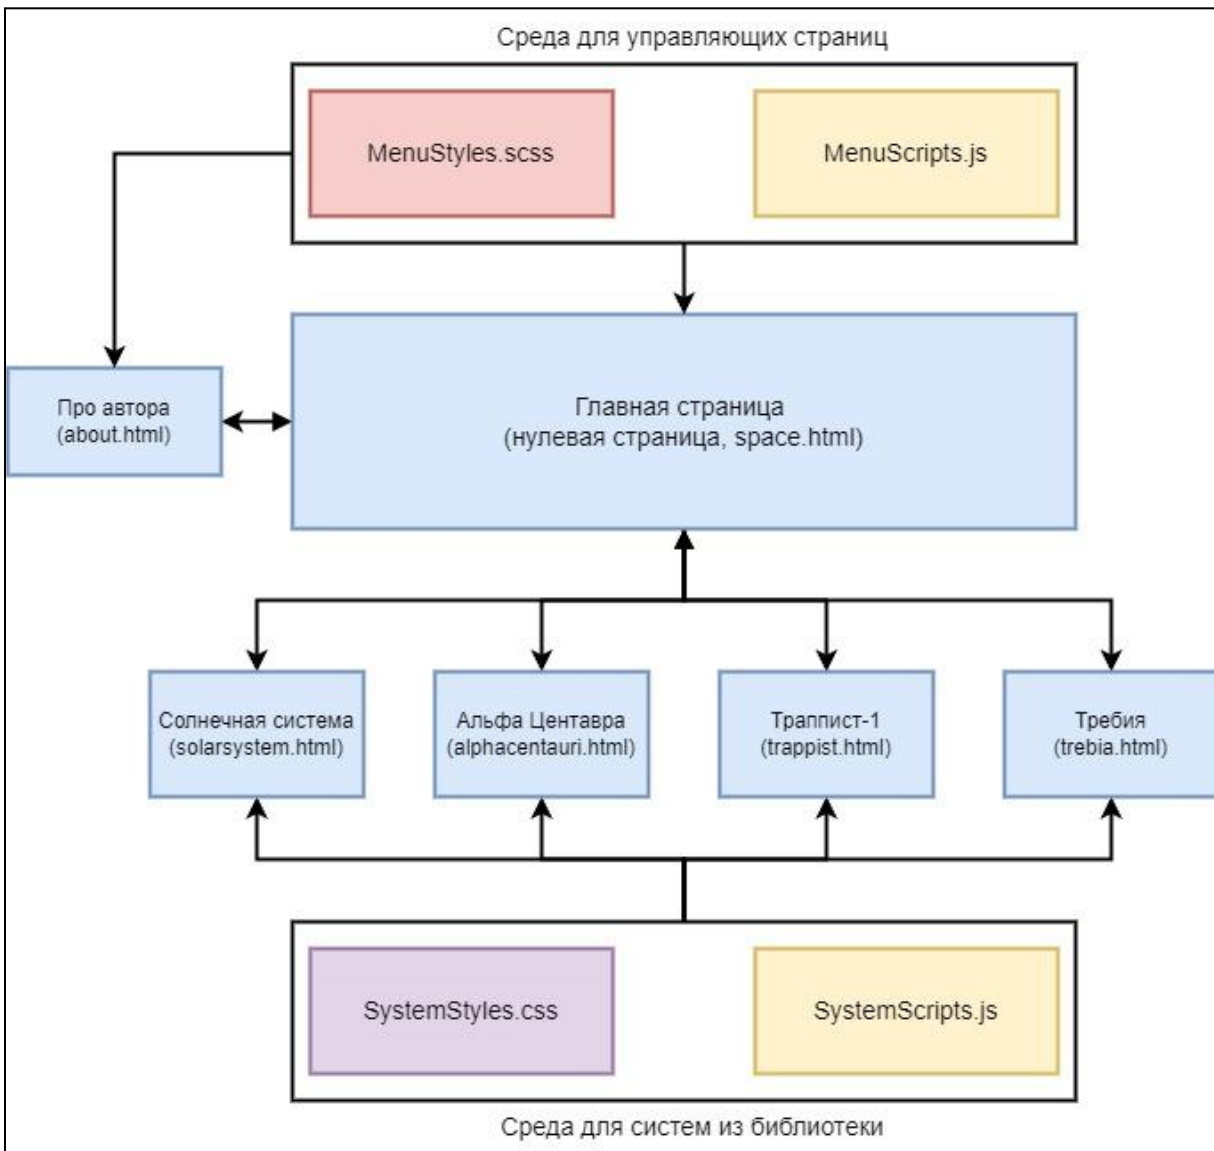 Среда для управляющих страниц
MenuStyles.scss
MenuScripts.js
Про автора
(about.html)
Главная страница
(нулевая страница, space.html)
Солнечная система
(solarsystem.html)
Альфа Центавра
(alphacentauri.html)
Траппист-1
(trappist.html)
Требия
(trebia.html)
SystemStyles.css
SystemScripts.js
Среда для систем из библиотеки